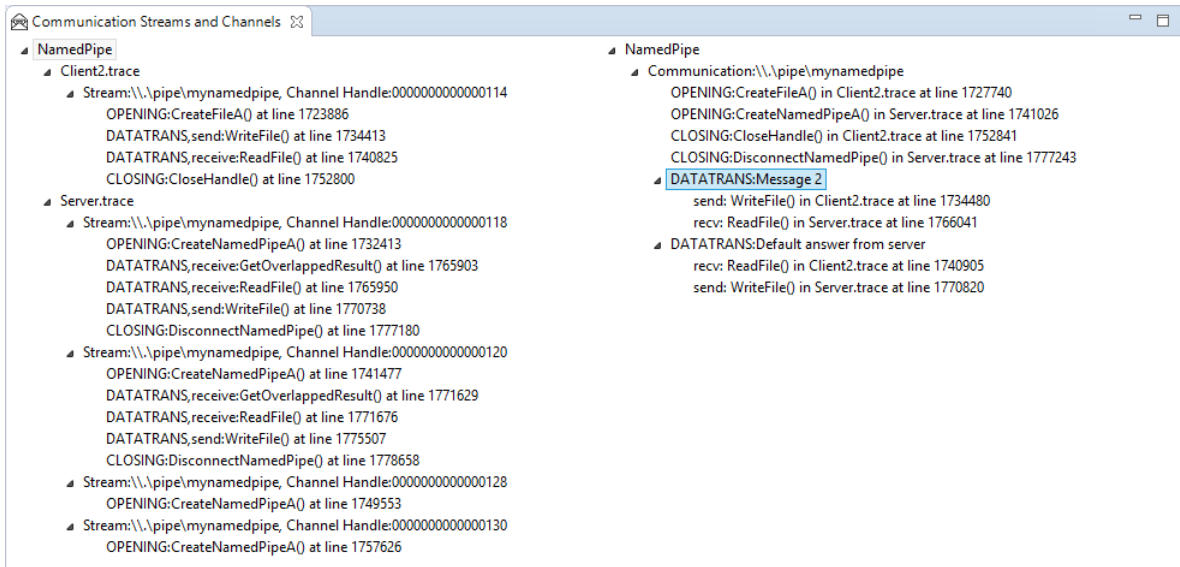 Communication Streams and Channels
NamedPipe
Client2.trace
Stream:\\.\pipe\mynamedpipe, Channel Handle:0000000000000114
OPENING:CreateFileA() at line 1723886
DATATRANS,send:WriteFile() at line 1734413
DATATRANS,receive:ReadFile() at line 1740825
CLOSING:CloseHandle() at line 1752800
Server.trace
Stream:\\.\pipe\mynamedpipe, Channel Handle:0000000000000118
OPENING:CreateNamedPipeA() at line 1732413
DATATRANS,receive:GetOverlappedResult() at line 1765903
DATATRANS,receive:ReadFile() at line 1765950
DATATRANS,send:WriteFile() at line 1770738
CLOSING:DisconnectNamedPipe() at line 1777180
Stream:\\.\pipe\mynamedpipe, Channel Handle:0000000000000120
OPENING:CreateNamedPipeA() at line 1741477
DATATRANS,receive:GetOverlappedResult() at line 1771629
DATATRANS,receive:ReadFile() at line 1771676
DATATRANS,send:WriteFile() at line 1775507
CLOSING:DisconnectNamedPipe() at line 1778658
Stream:\\.\pipe\mynamedpipe, Channel Handle:0000000000000128
OPENING:CreateNamedPipeA() at line 1749553
Stream:\\.\pipe\mynamedpipe, Channel Handle:0000000000000130
OPENING:CreateNamedPipeA() at line 1757626
NamedPipe
Communication:\\.\pipe\mynamedpipe
OPENING:CreateFileA() in Client2.trace at line 1727740
OPENING:CreateNamedPipeA() in Server.trace at line 1741026
CLOSING:CloseHandle() in Client2.trace at line 1752841
CLOSING:DisconnectNamedPipe() in Server.trace at line 1777243
DATATRANS:Message 2
send: WriteFile() in Client2.trace at line 1734480
recv: ReadFile() in Server.trace at line 1766041
DATATRANS:Default answer from server
recv: ReadFile() in Client2.trace at line 1740905
send: WriteFile() in Server.trace at line 1770820